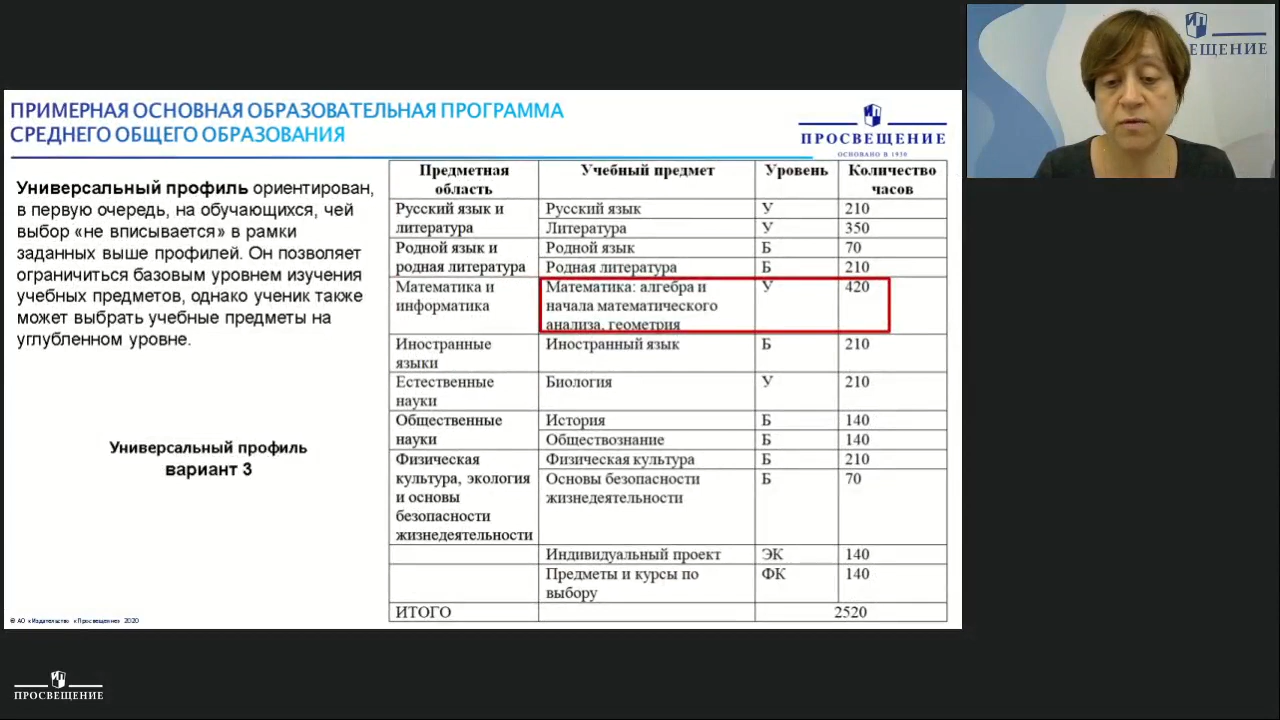 ПРИМЕРНАЯ ОСНОВНАЯ ОБРАЗОВАТЕЛЬНАЯ ПРОГРАММА
СРЕДНЕГО ОБЩЕГО ОБРАЗОВАНИЯ
ПРОСВЕЩЕНИЕ
ОСНОВАНО В 1930
Универсальный профиль ориентирован,
в первую очередь, на обучающихся, чей
выбор «не вписывается» в рамки
заданных выше профилей. Он позволяет
ограничиться базовым уровнем изучения
учебных предметов, однако ученик также
может выбрать учебные предметы на
углубленном уровне.
Универсальный профиль
вариант 3
Предметная область Учебный предмет Уровень Количество часов
Русский язык и литература Русский язык У 210
Литература У 350
Родной язык и родная литература Родной язык Б 70
Родная литература Б 210
Математика и информатика Математика: алгебра и начала математического анализа, геометрия У 420
Иностранные языки Иностранный язык Б 210
Естественные науки Биология У 210
Общественные науки История Б 140
Обществознание Б 140
Физическая культура, экология и основы безопасности жизнедеятельности Физическая культура Б 210
Основы безопасности жизнедеятельности Б 70
Индивидуальный проект ЭК 140
Предметы и курсы по выбору ФК 140
ИТОГО 2520
© АО «Издательство «Просвещение» 2020
ПРОСВЕЩЕНИЕ
ИП
ЕЩЕНИЕ